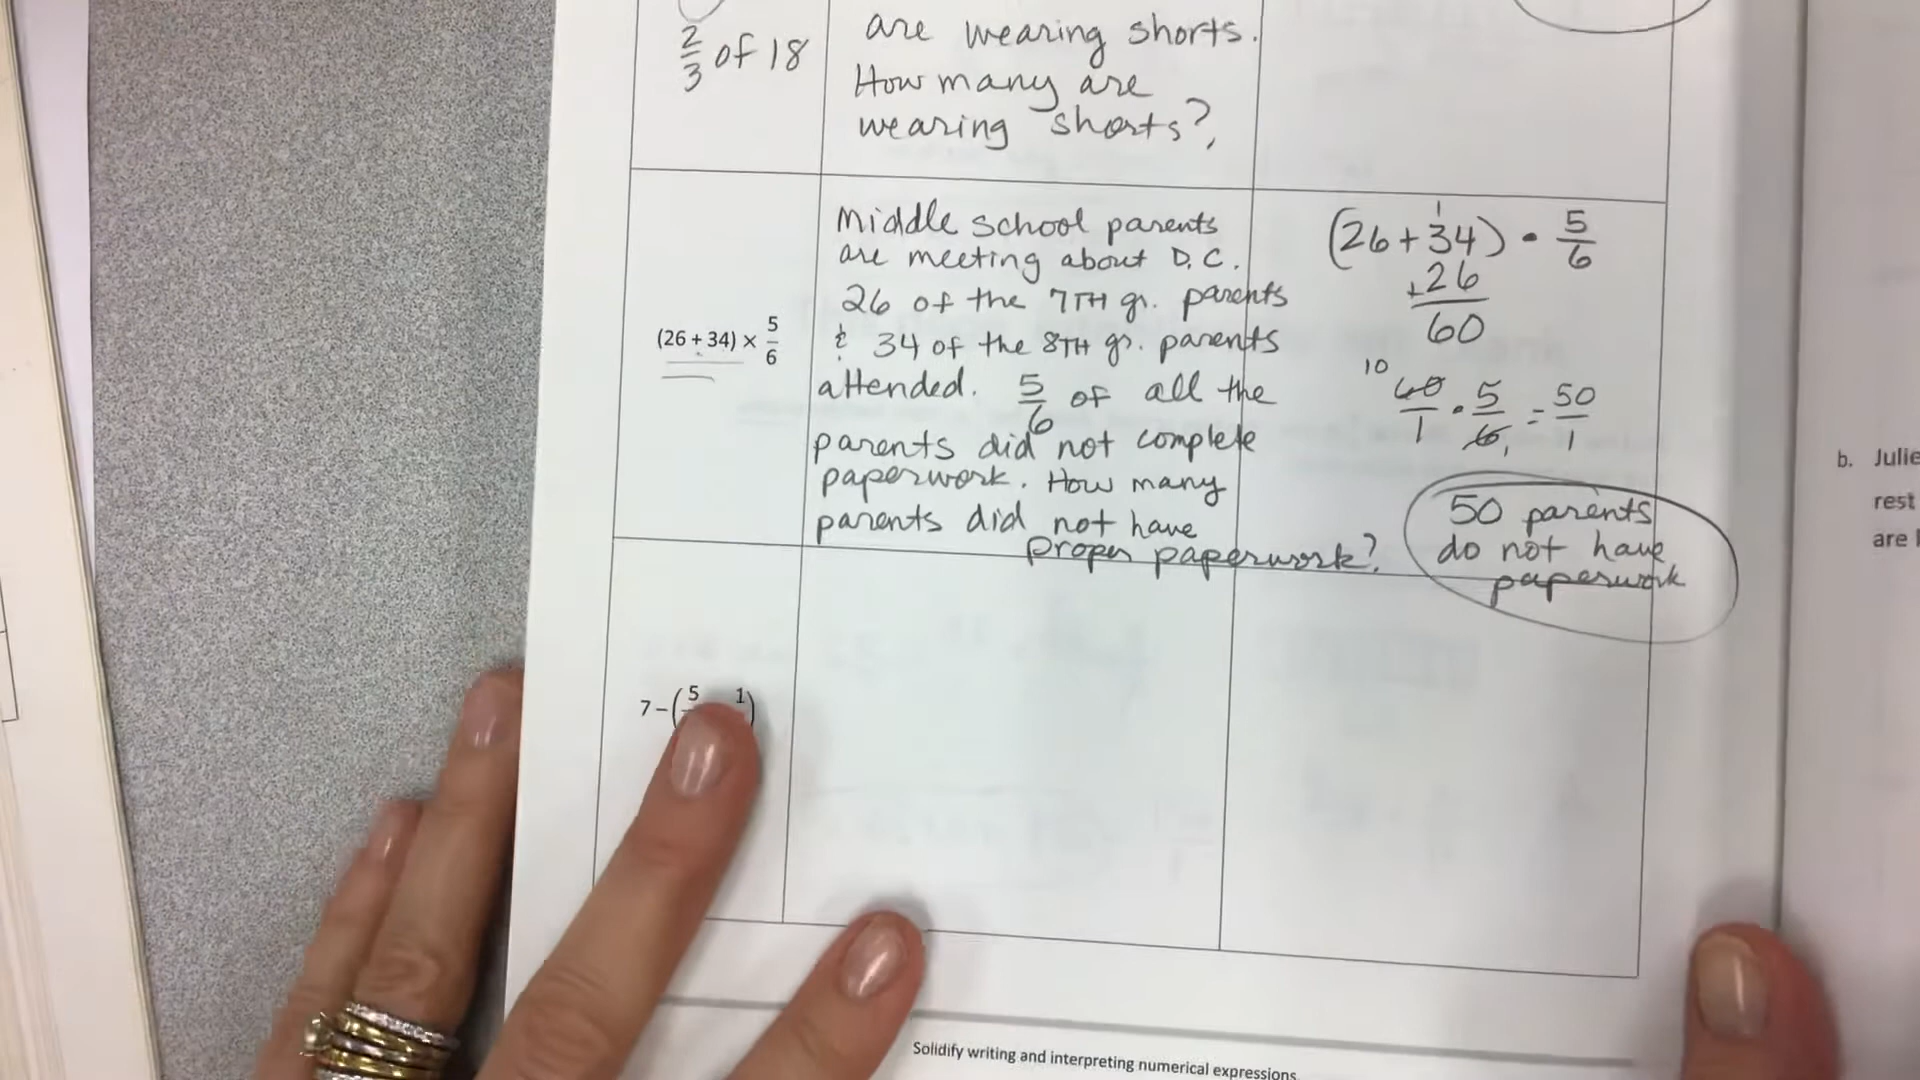 2/3 of 18
are wearing shorts.
How many are
wearing shorts?
(26 + 34) × 5/6
Middle school parents
are meeting about D.C.
26 of the 7TH gr. parents
& 34 of the 8TH gr. parents
attended. 5/6 of all the
parents did not complete
paperwork. How many
parents did not have
proper paperwork?
1
(26+34) • 5/6
+26
60
10
60/1 • 5/6 = 50/1
1
50 parents
do not have
paperwork
7 – (5 1)
b. Julie
rest
are
Solidify writing and interpreting numerical expressions.